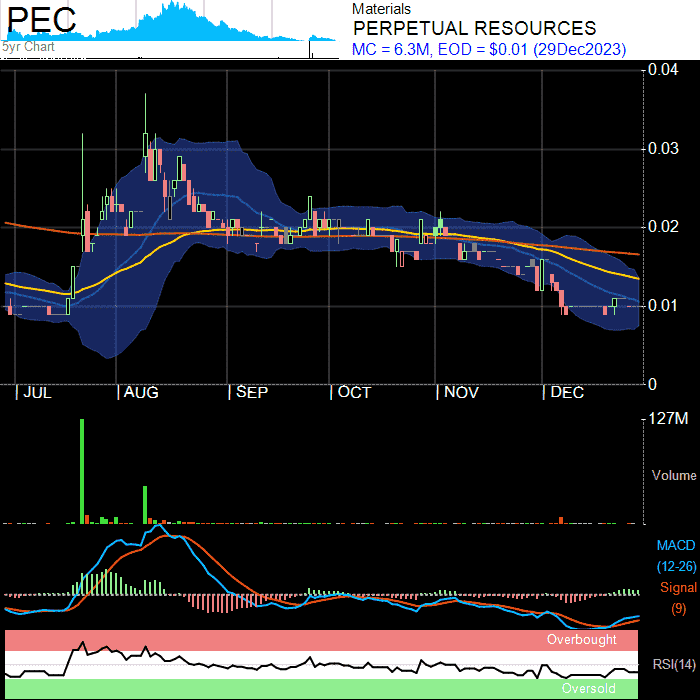 PEC
5yr Chart
Materials
PERPETUAL RESOURCES
MC = 6.3M, EOD = $0.01 (29Dec2023)
0.04
0.03
0.02
0.01
0
JUL AUG SEP OCT NOV DEC
127M
Volume
MACD
(12-26)
Signal
(9)
Overbought
RSI(14)
Oversold